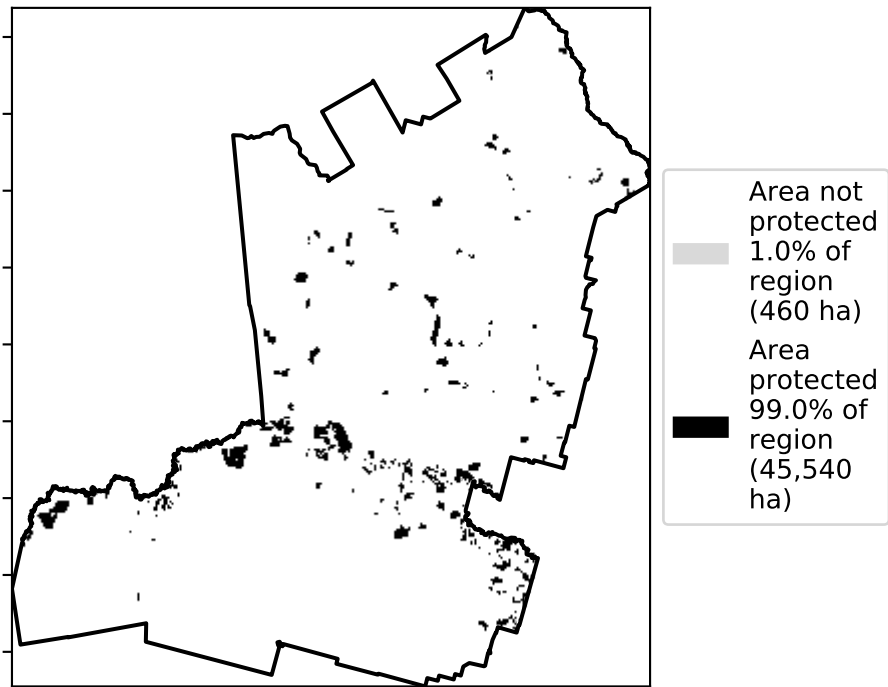 Area not
protected
1.0% of
region
(460 ha)
Area
protected
99.0% of
region
(45,540
ha)